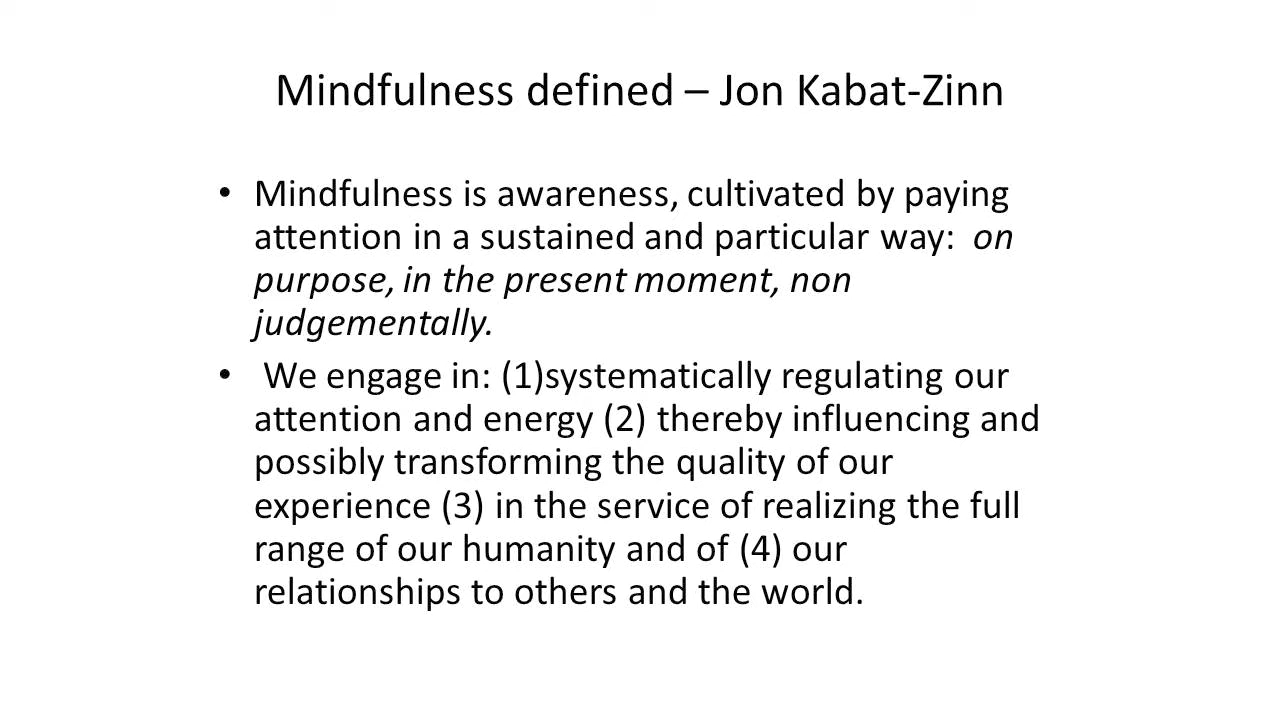 Mindfulness defined – Jon Kabat-Zinn
• Mindfulness is awareness, cultivated by paying
attention in a sustained and particular way:  on
purpose, in the present moment, non
judgementally.
•  We engage in: (1)systematically regulating our
attention and energy (2) thereby influencing and
possibly transforming the quality of our
experience (3) in the service of realizing the full
range of our humanity and of (4) our
relationships to others and the world.